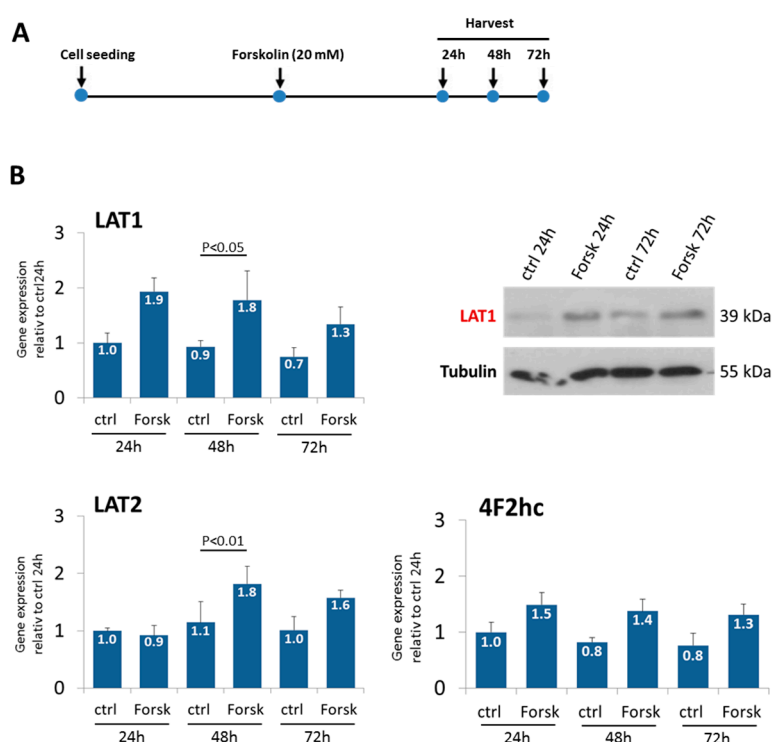 A
Harvest
Cell seeding
Forskolin (20 mM)
24h 48h 72h
B
LAT1
Gene expression
relativ to ctrl24h
3
2
1
0
P<0.05
1.0 1.9 0.9 1.8 0.7 1.3
ctrl Forsk ctrl Forsk ctrl Forsk
24h 48h 72h
ctrl 24h
Forsk 24h
ctrl 72h
Forsk 72h
LAT1 39 kDa
Tubulin 55 kDa
LAT2
Gene expression
relativ to ctrl 24h
3
2
1
0
P<0.01
1.0 0.9 1.1 1.8 1.0 1.6
ctrl Forsk ctrl Forsk ctrl Forsk
24h 48h 72h
4F2hc
Gene expression
relativ to ctrl 24h
3
2
1
0
1.0 1.5 0.8 1.4 0.8 1.3
ctrl Forsk ctrl Forsk ctrl Forsk
24h 48h 72h